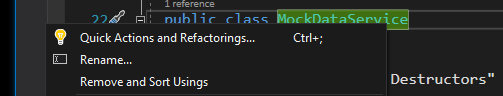 1 reference
22 public class MockDataService
Quick Actions and Refactorings... Ctrl+;
Rename...
Remove and Sort Usings
Destructors"